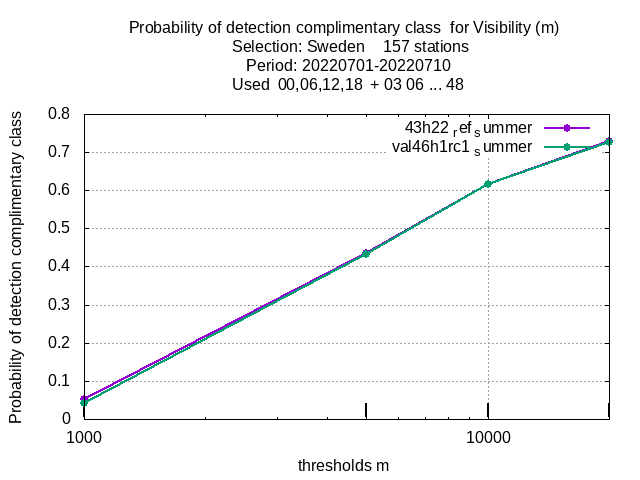 Probability of detection complimentary class  for Visibility (m)
Selection: Sweden    157 stations
Period: 20220701-20220710
Used  00,06,12,18  + 03 06 ... 48
43h22 ref summer
val46h1rc1 summer
Probability of detection complimentary class
0.8
0.7
0.6
0.5
0.4
0.3
0.2
0.1
0
1000
10000
thresholds m